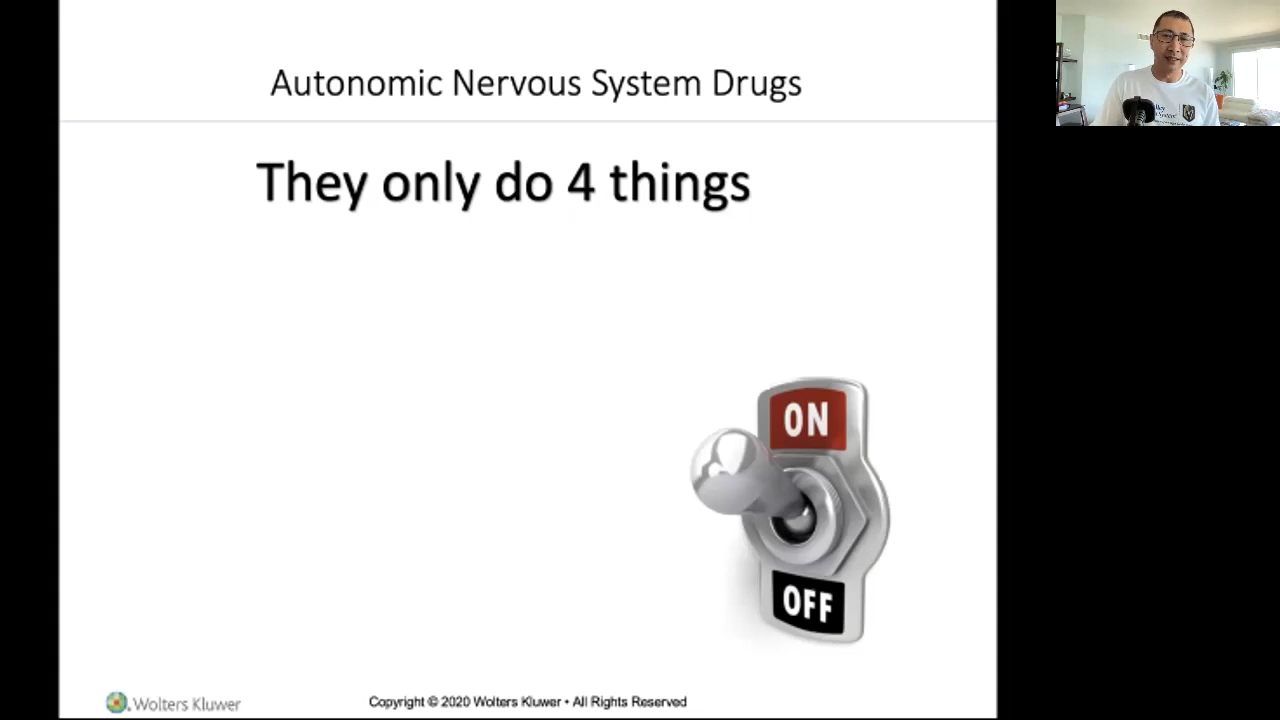 Autonomic Nervous System Drugs
They only do 4 things
ON
OFF
Wolters Kluwer
Copyright © 2020 Wolters Kluwer • All Rights Reserved